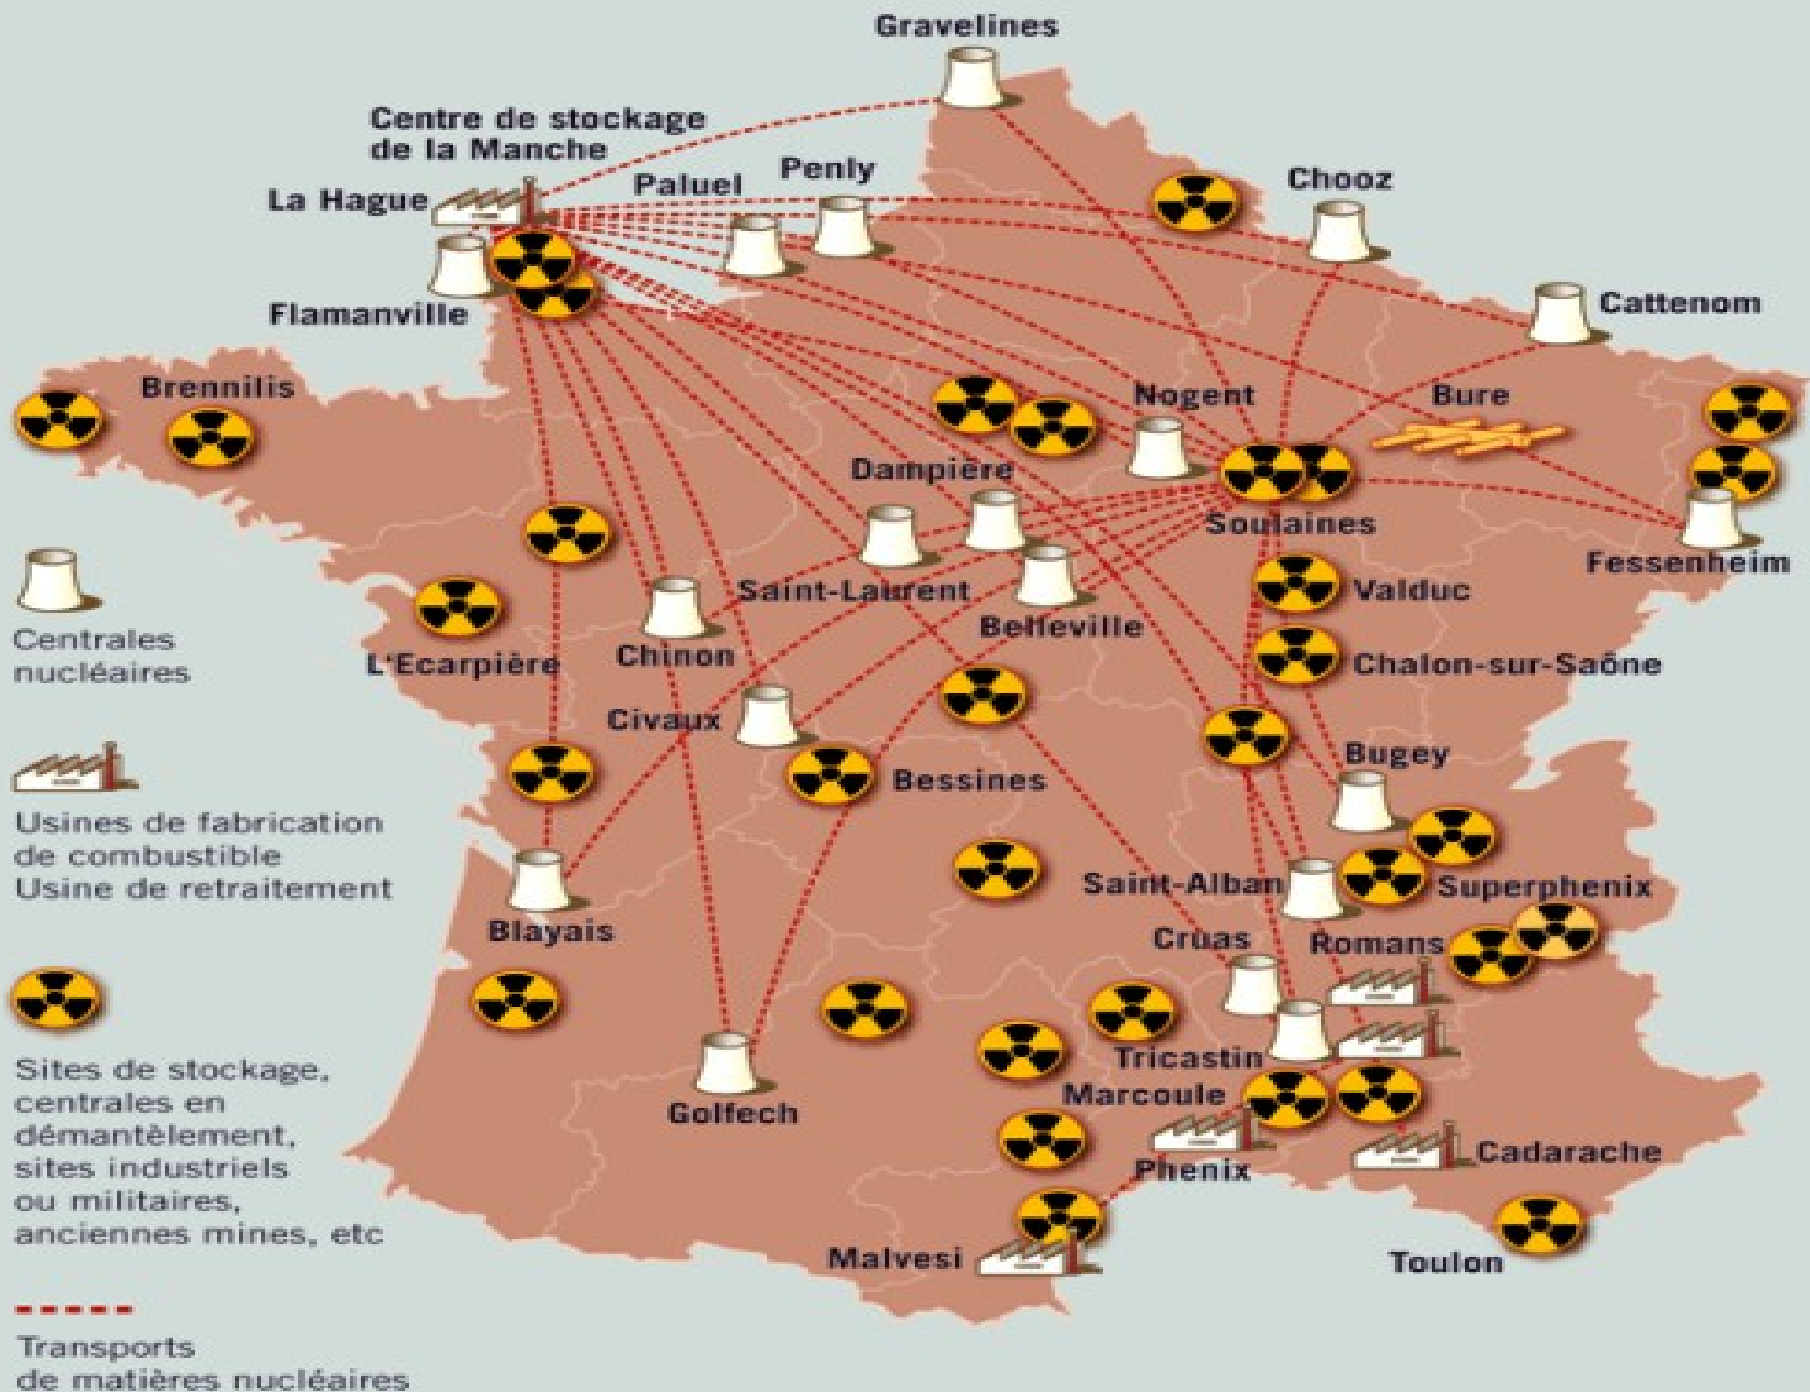 Gravelines
Centre de stockage
de la Manche
Penly
Paluel
Chooz
La Hague
Cattenom
Flamanville
Brennilis
Nogent
Bure
Dampière
Soulaines
Fessenheim
Saint-Laurent
Valduc
Belleville
Centrales
nucléaires
L'Ecarpière
Chinon
Chalon-sur-Saône
Civaux
Bugey
Bessines
Usines de fabrication
de combustible
Usine de retraitement
Saint-Alban
Superphenix
Blayais
Cruas
Romans
Tricastin
Sites de stockage,
centrales en
démantèlement,
sites industriels
ou militaires,
anciennes mines, etc
Marcoule
Golfech
Phenix
Cadarache
Malvesi
Toulon
Transports
de matières nucléaires